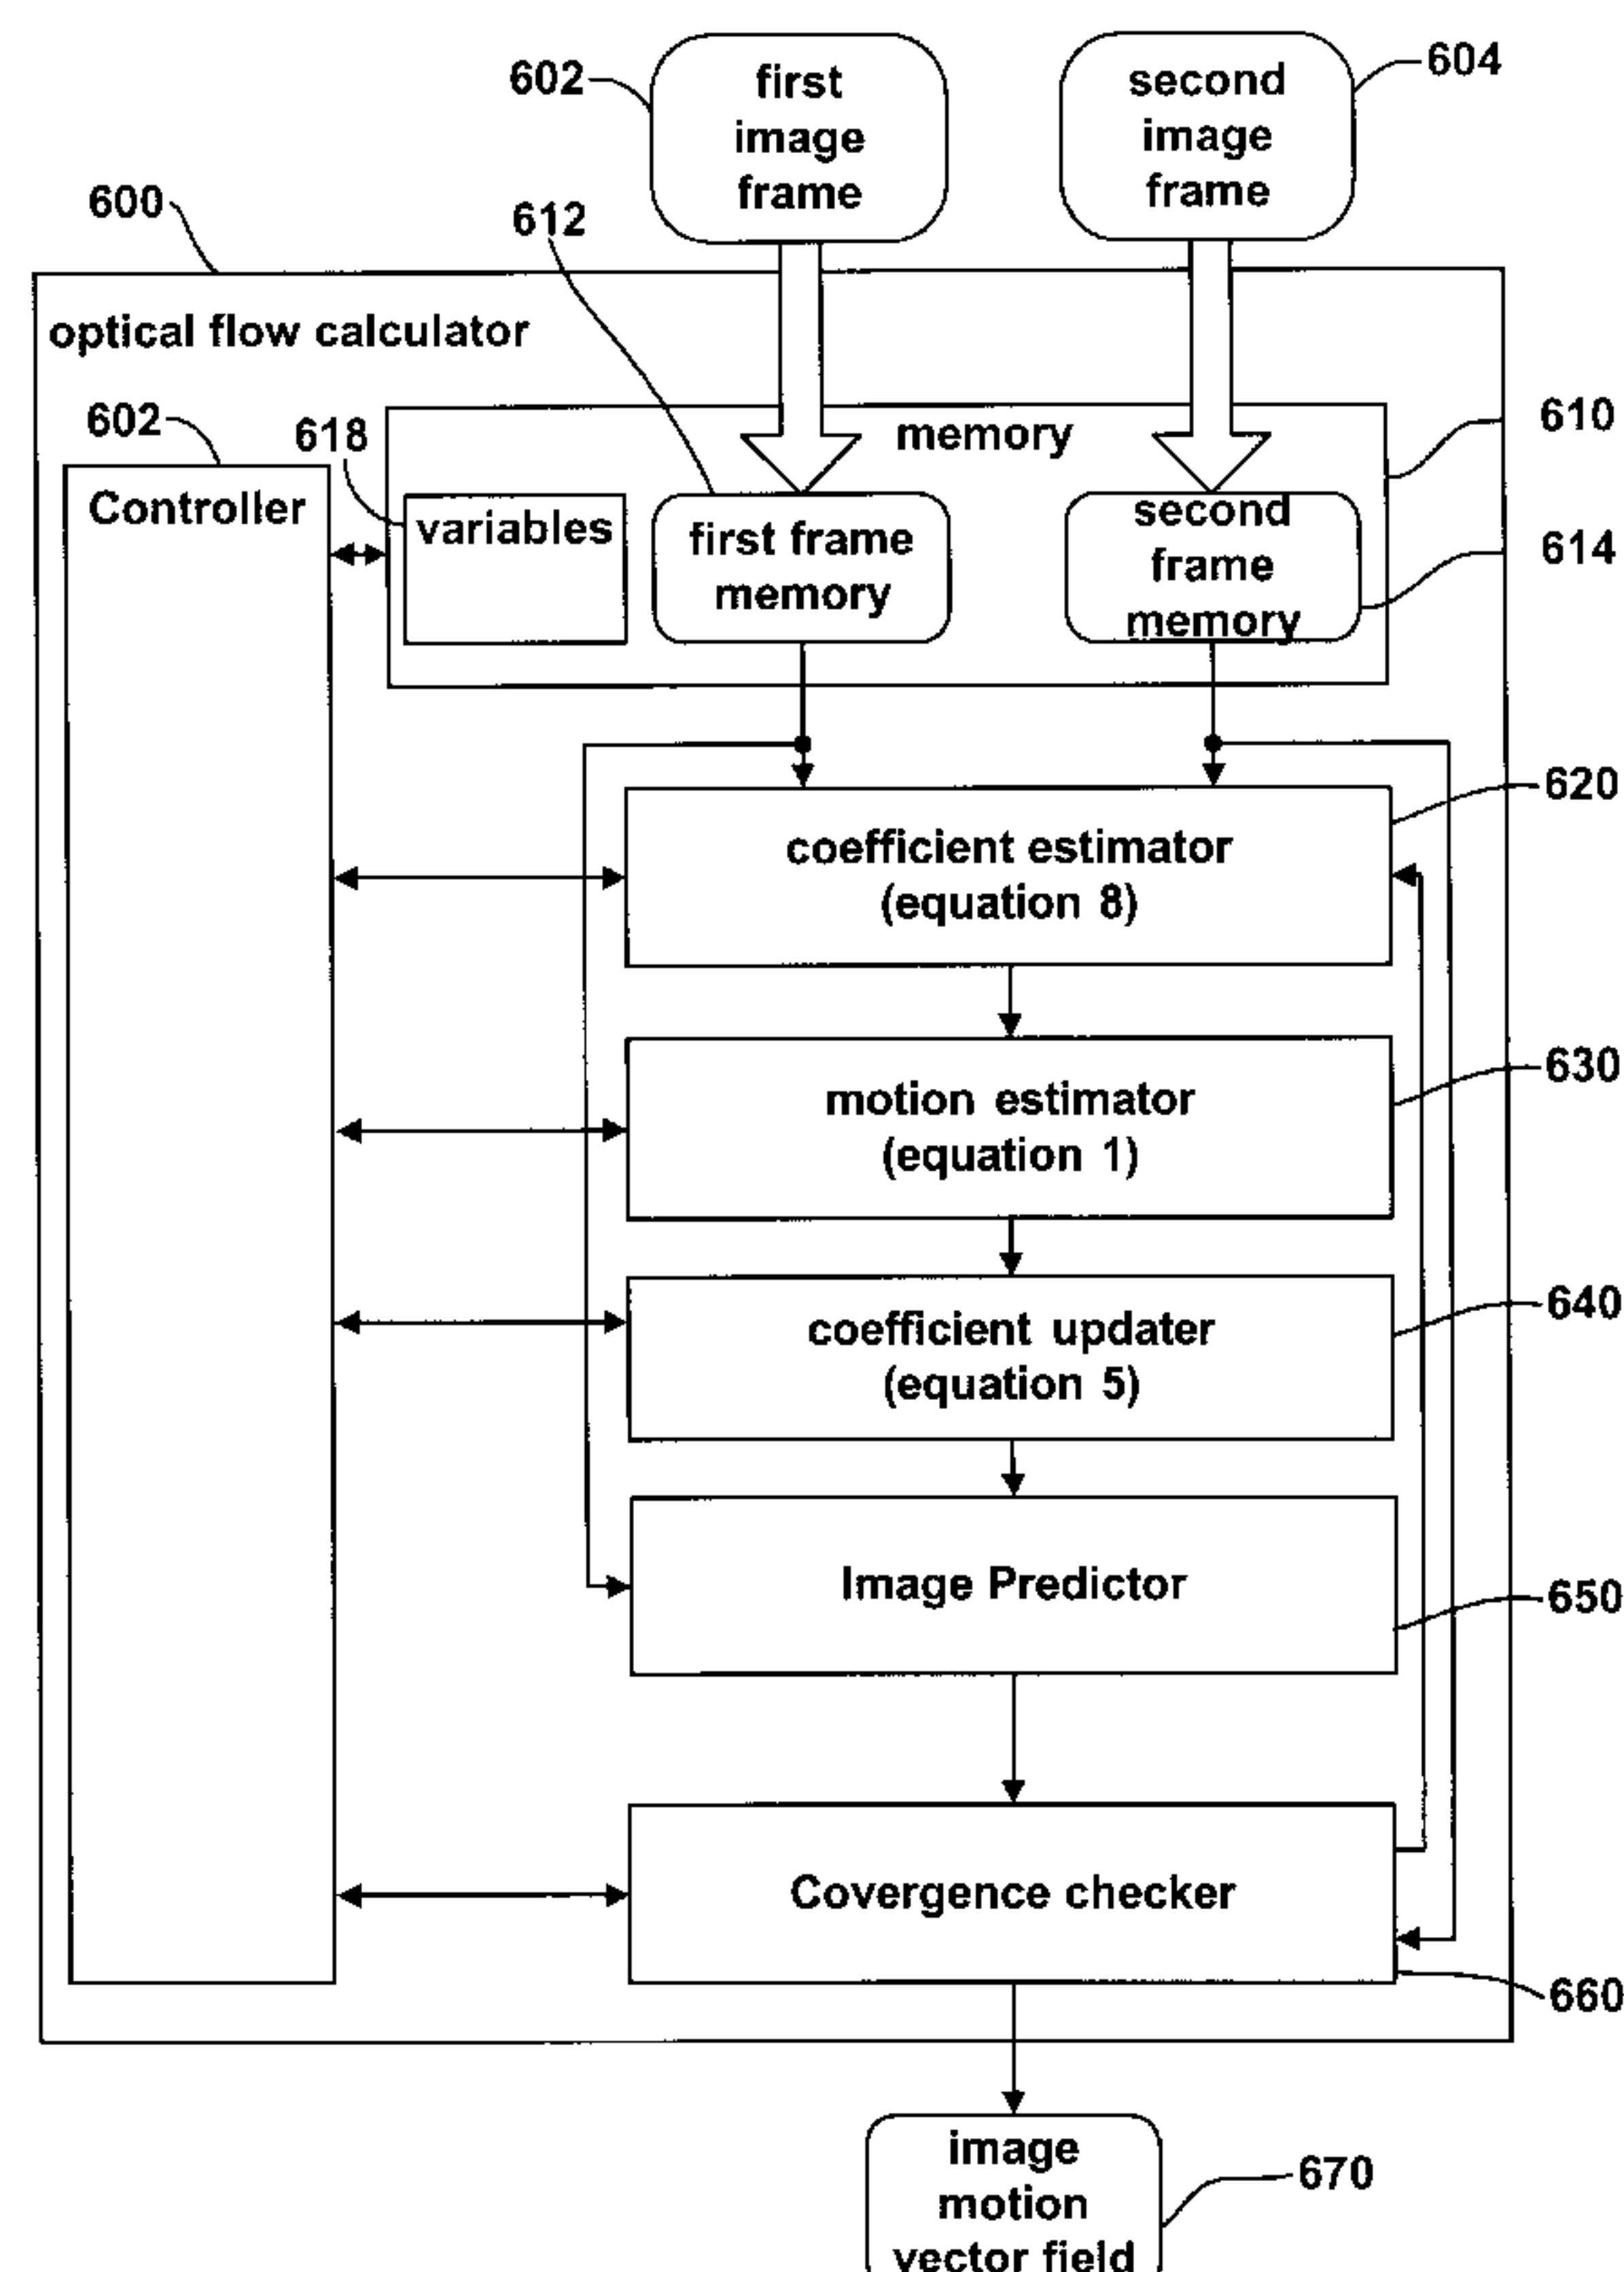 602
first
image
frame
second
image
frame
604
600
612
optical flow calculator
602
618
memory
610
Controller
variables
first frame
memory
second
frame
memory
614
coefficient estimator
(equation 8)
620
motion estimator
(equation 1)
630
coefficient updater
(equation 5)
640
Image Predictor
650
Covergence checker
660
image
motion
vector field
670